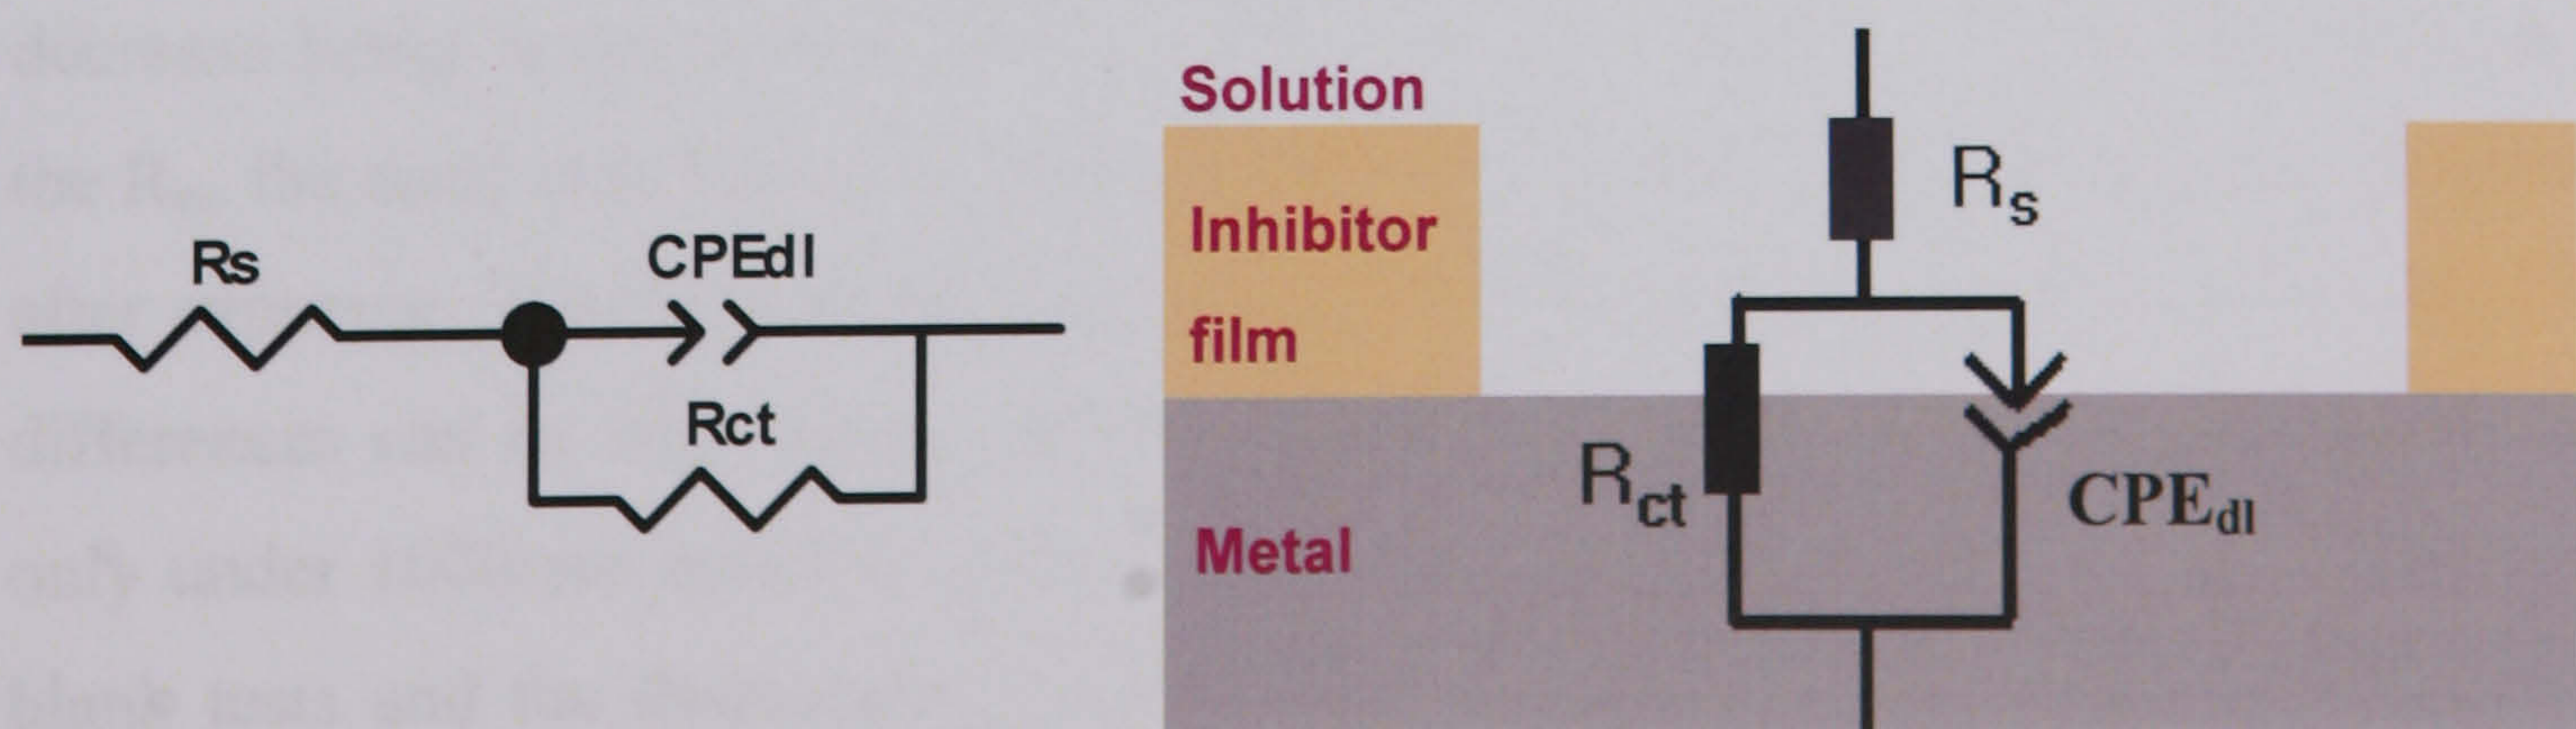 Rs
CPEdl
Rct
Solution
Inhibitor
film
Metal
Rs
Rct
CPEdl